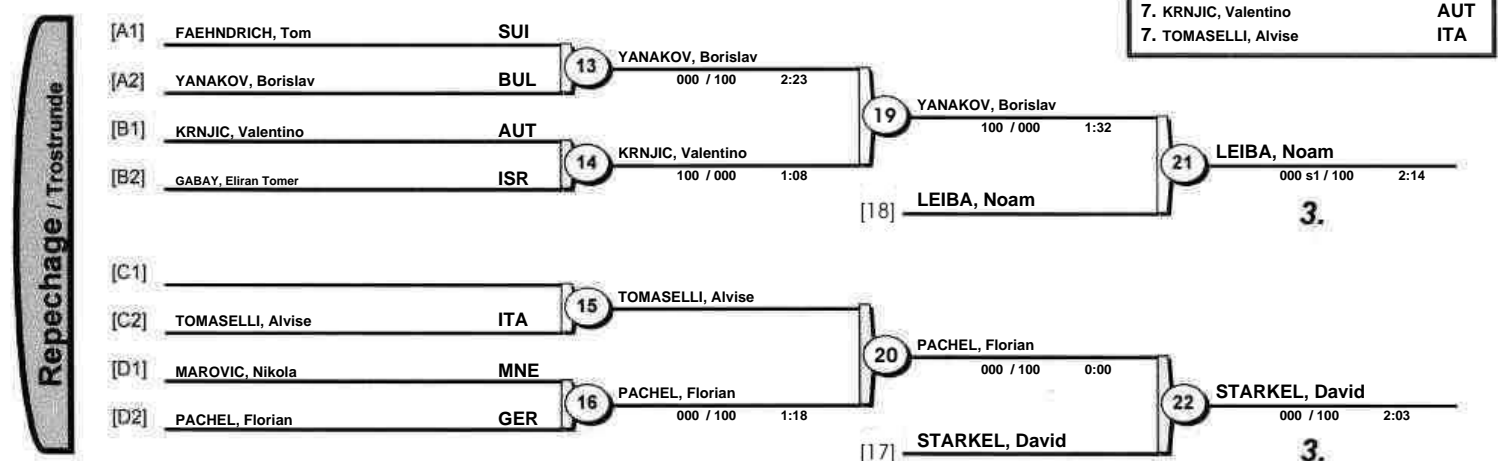 7. KRNJIC, Valentino AUT
7. TOMASELLI, Alvise ITA
Repechage / Trostrunde
[A1] FAEHNDRICH, Tom SUI
13 YANAKOV, Borislav
000 / 100 2:23
[A2] YANAKOV, Borislav BUL
19 YANAKOV, Borislav
100 / 000 1:32
[B1] KRNJIC, Valentino AUT
14 KRNJIC, Valentino
100 / 000 1:08
[B2] GABAY, Eliran Tomer ISR
21 LEIBA, Noam
000 s1 / 100 2:14
[18] LEIBA, Noam
3.
[C1]
15 TOMASELLI, Alvise
[C2] TOMASELLI, Alvise ITA
20 PACHEL, Florian
000 / 100 0:00
[D1] MAROVIC, Nikola MNE
16 PACHEL, Florian
000 / 100 1:18
[D2] PACHEL, Florian GER
22 STARKEL, David
000 / 100 2:03
[17] STARKEL, David
3.